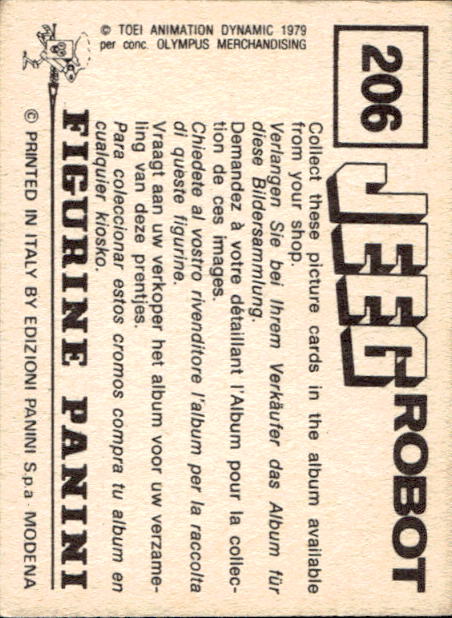 206
JEEG ROBOT
© TOEI ANIMATION DYNAMIC 1979
per conc. OLYMPUS MERCHANDISING
Collect these picture cards in the album available
from your shop.
Verlangen Sie bei Ihrem Verkäufer das Album für
diese Bildersammlung.
Demandez à votre détaillant l'Album pour la collec-
tion de ces images.
Chiedete al vostro rivenditore l'album per la raccolta
di queste figurine.
Vraagt aan uw verkoper het album voor uw verzame-
ling van deze prentjes.
Para coleccionar estos cromos compra tu album en
cualquier kiosko.
FIGURINE PANINI
© PRINTED IN ITALY BY EDIZIONI PANINI S.p.a - MODENA